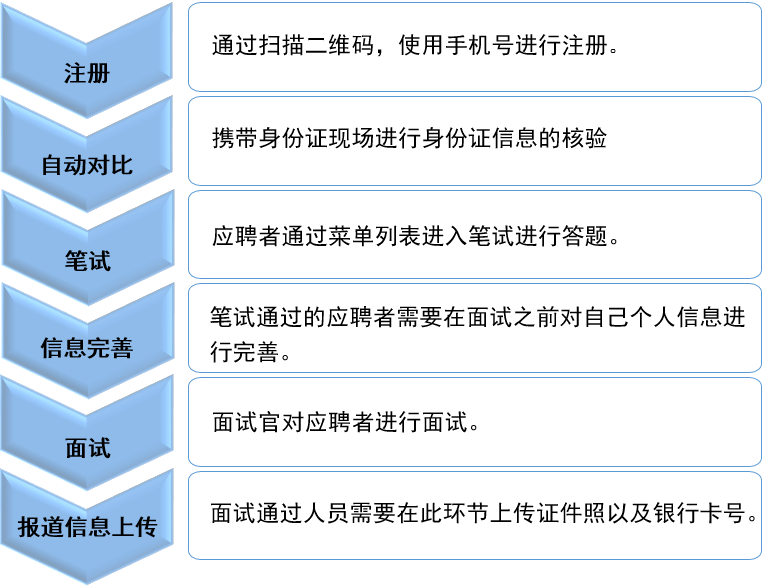 注册
通过扫描二维码，使用手机号进行注册。
自动对比
携带身份证现场进行身份证信息的核验
笔试
应聘者通过菜单列表进入笔试进行答题。
信息完善
笔试通过的应聘者需要在面试之前对自己个人信息进
行完善。
面试
面试官对应聘者进行面试。
报道信息上传
面试通过人员需要在此环节上传证件照以及银行卡号。